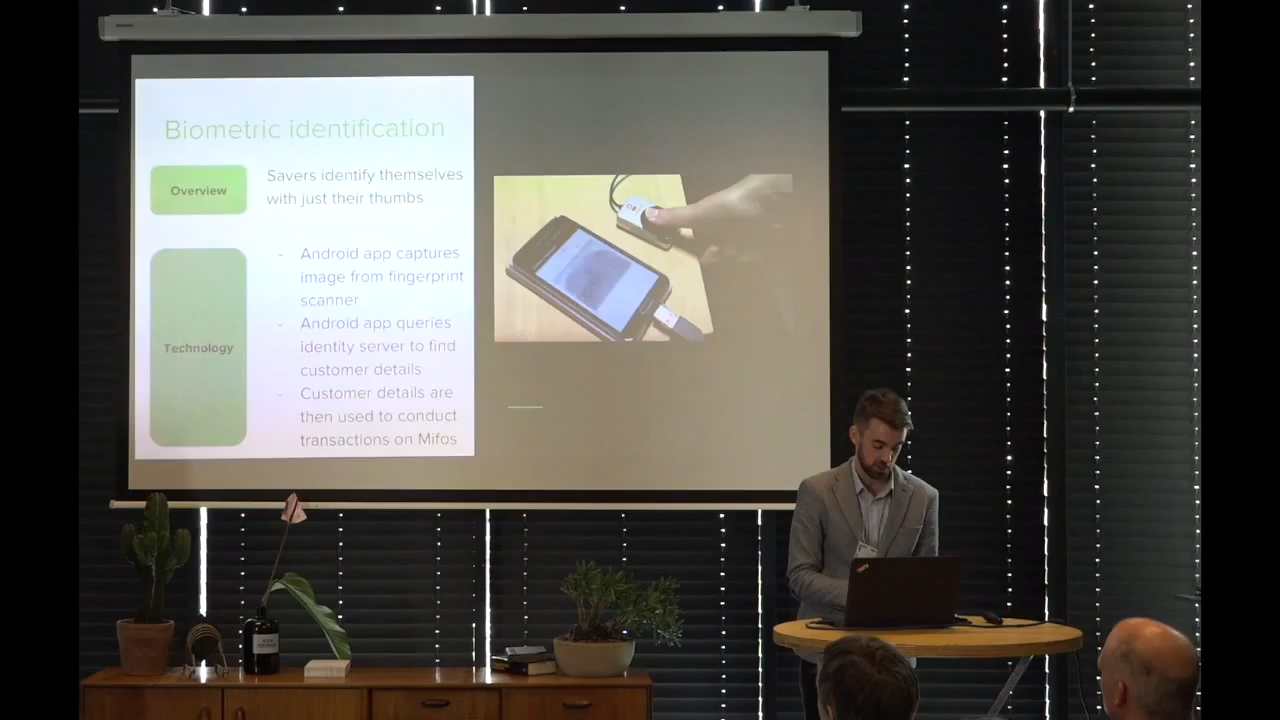 Biometric identification
Overview
Savers identify themselves
with just their thumbs
Technology
- Android app captures
image from fingerprint
scanner
- Android app queries
identity server to find
customer details
- Customer details are
then used to conduct
transactions on Mifos